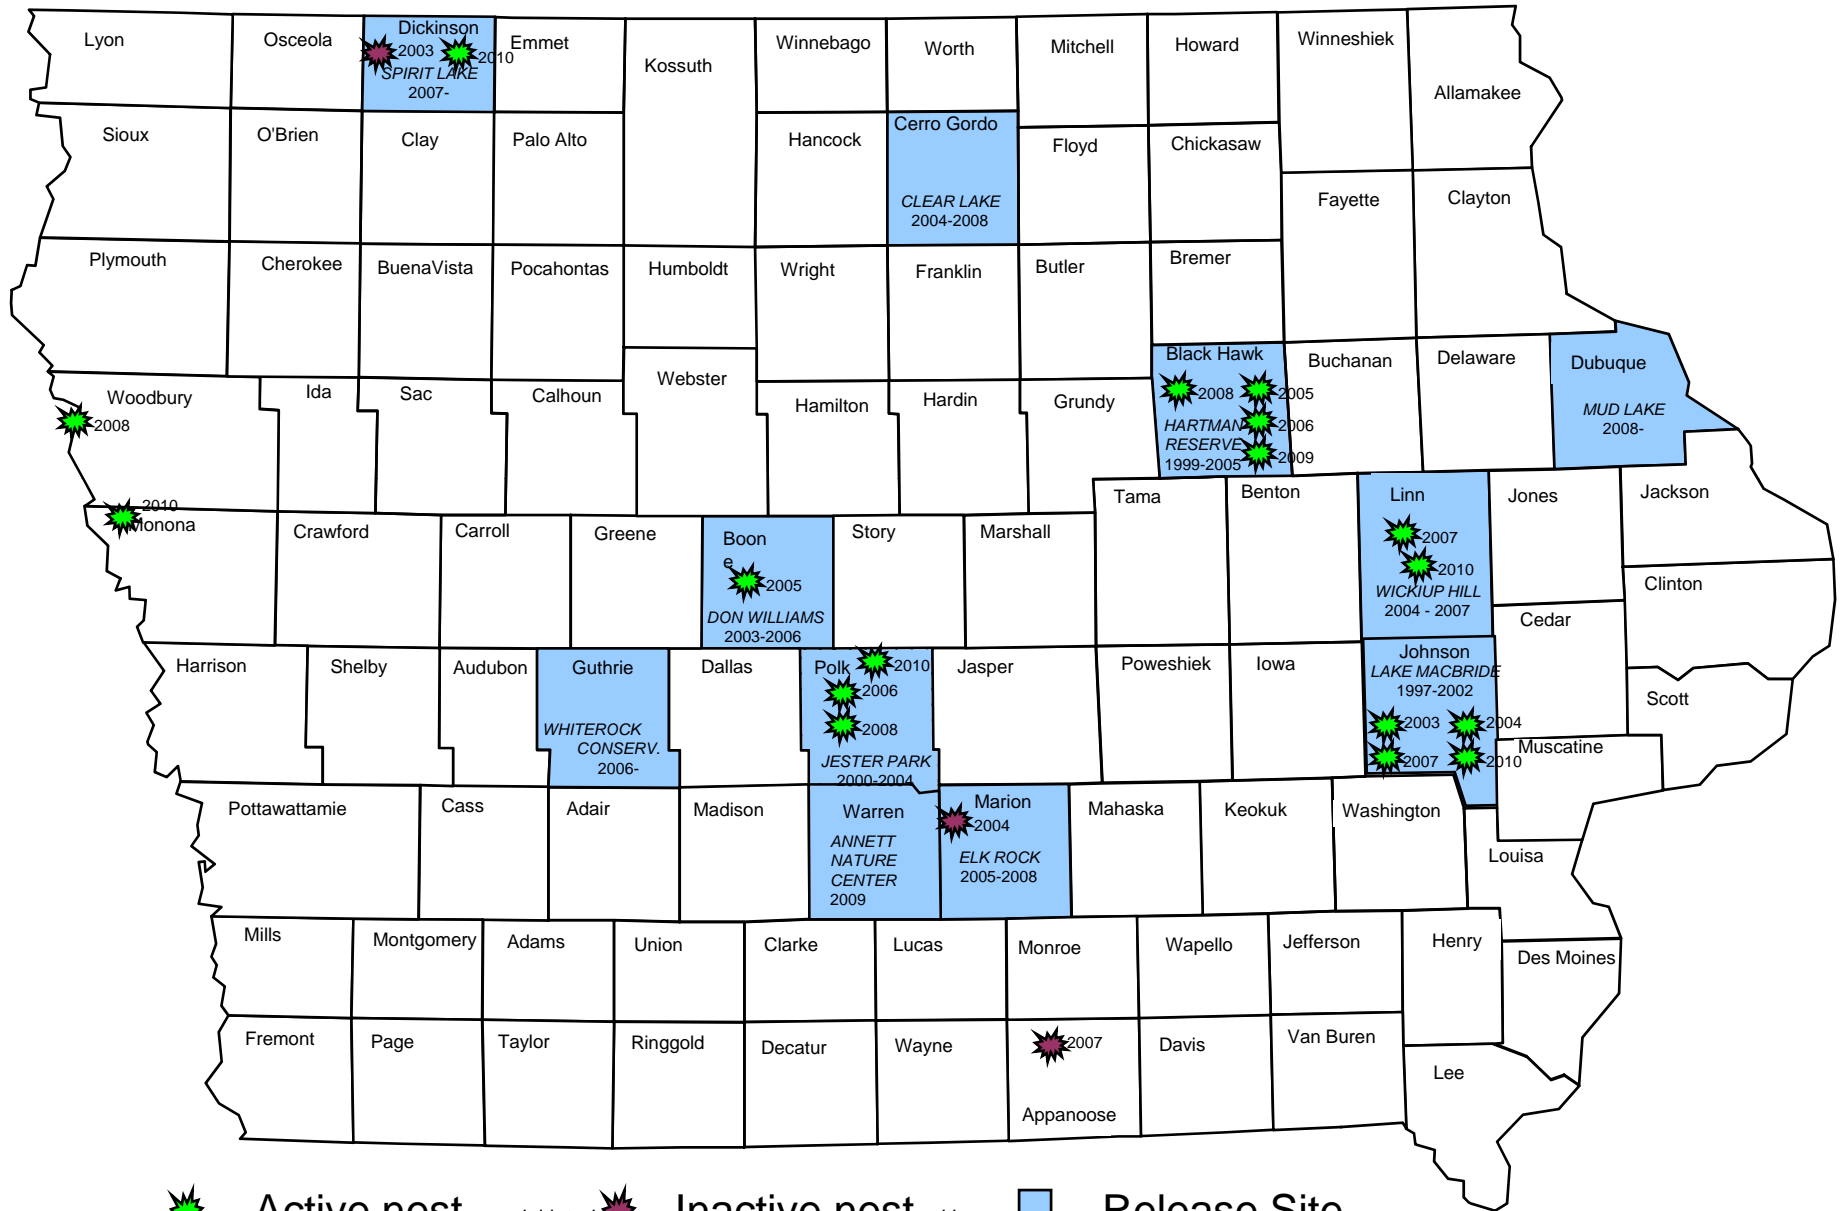 Lyon
Osceola
Dickinson
2003
2010
SPIRIT LAKE
2007-
Emmet
Kossuth
Winnebago
Worth
Mitchell
Howard
Winneshiek
Allamakee
Sioux
O'Brien
Clay
Palo Alto
Hancock
Cerro Gordo
CLEAR LAKE
2004-2008
Floyd
Chickasaw
Fayette
Clayton
Plymouth
Cherokee
BuenaVista
Pocahontas
Humboldt
Wright
Franklin
Butler
Bremer
Woodbury
2008
Ida
Sac
Calhoun
Webster
Hamilton
Hardin
Grundy
Black Hawk
2008
2005
2006
2009
HARTMAN
RESERVE
1999-2005
Buchanan
Delaware
Dubuque
MUD LAKE
2008-
2010
Monona
Crawford
Carroll
Greene
Boon
e
2005
DON WILLIAMS
2003-2006
Story
Marshall
Tama
Benton
Linn
2007
2010
WICKIUP HILL
2004 - 2007
Jones
Jackson
Clinton
Cedar
Harrison
Shelby
Audubon
Guthrie
WHITEROCK
CONSERV.
2006-
Dallas
Polk
2010
2006
2008
JESTER PARK
2000-2004
Jasper
Poweshiek
Iowa
Johnson
LAKE MACBRIDE
1997-2002
2003
2004
2007
2010
Scott
Muscatine
Pottawattamie
Cass
Adair
Madison
Warren
ANNETT
NATURE
CENTER
2009
Marion
2004
ELK ROCK
2005-2008
Mahaska
Keokuk
Washington
Louisa
Mills
Montgomery
Adams
Union
Clarke
Lucas
Monroe
Wapello
Jefferson
Henry
Des Moines
Fremont
Page
Taylor
Ringgold
Decatur
Wayne
2007
Appanoose
Davis
Van Buren
Lee
Active nest
Inactive nest
Release Site